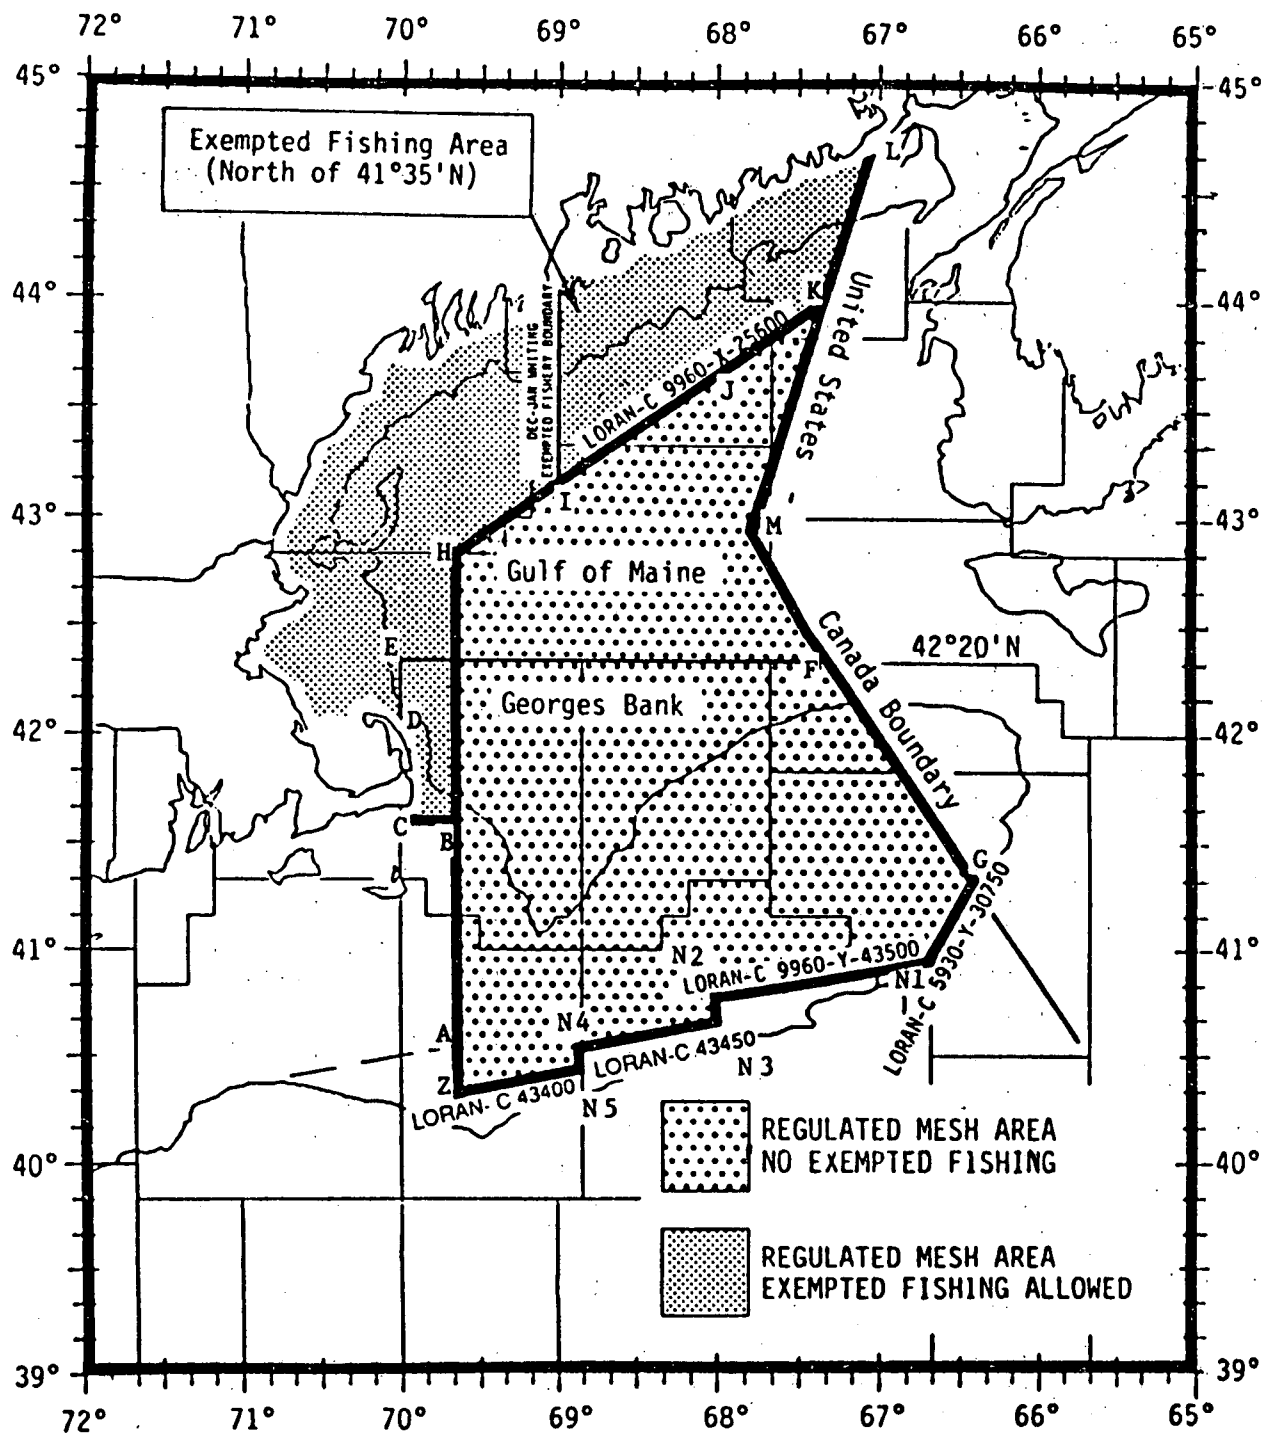 72° 71° 70° 69° 68° 67° 66° 65°
45°
45°
Exempted Fishing Area
(North of 41°35'N)
L
44°
44°
K
United States
DEC-JAN WHITING
EXEMPTED FISHERY BOUNDARY
LORAN-C 9960-X-25600
J
I
43°
43°
M
H
Gulf of Maine
Canada Boundary
E
42°20'N
F
Georges Bank
D
42°
42°
C
B
G
41°
41°
N2
LORAN-C 9960-Y-43500
N1
LORAN-C 5930-Y-30750
A
N4
LORAN-C 43450
N3
Z
LORAN-C 43400
N5
REGULATED MESH AREA
NO EXEMPTED FISHING
40°
40°
REGULATED MESH AREA
EXEMPTED FISHING ALLOWED
39°
39°
72° 71° 70° 69° 68° 67° 66° 65°